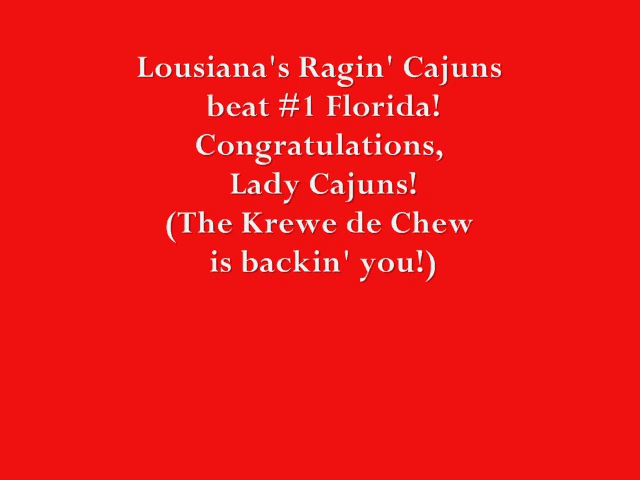 Lousiana's Ragin' Cajuns
beat #1 Florida!
Congratulations,
Lady Cajuns!
(The Krewe de Chew
is backin' you!)